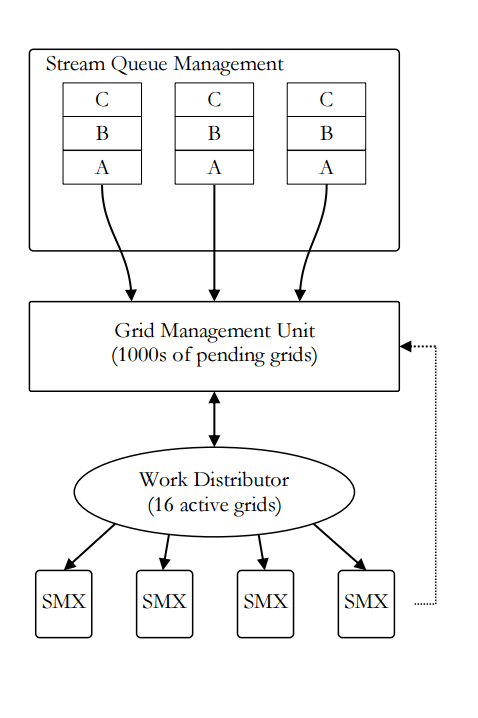 Stream Queue Management
C C C
B B B
A A A
Grid Management Unit
(1000s of pending grids)
Work Distributor
(16 active grids)
SMX SMX SMX SMX